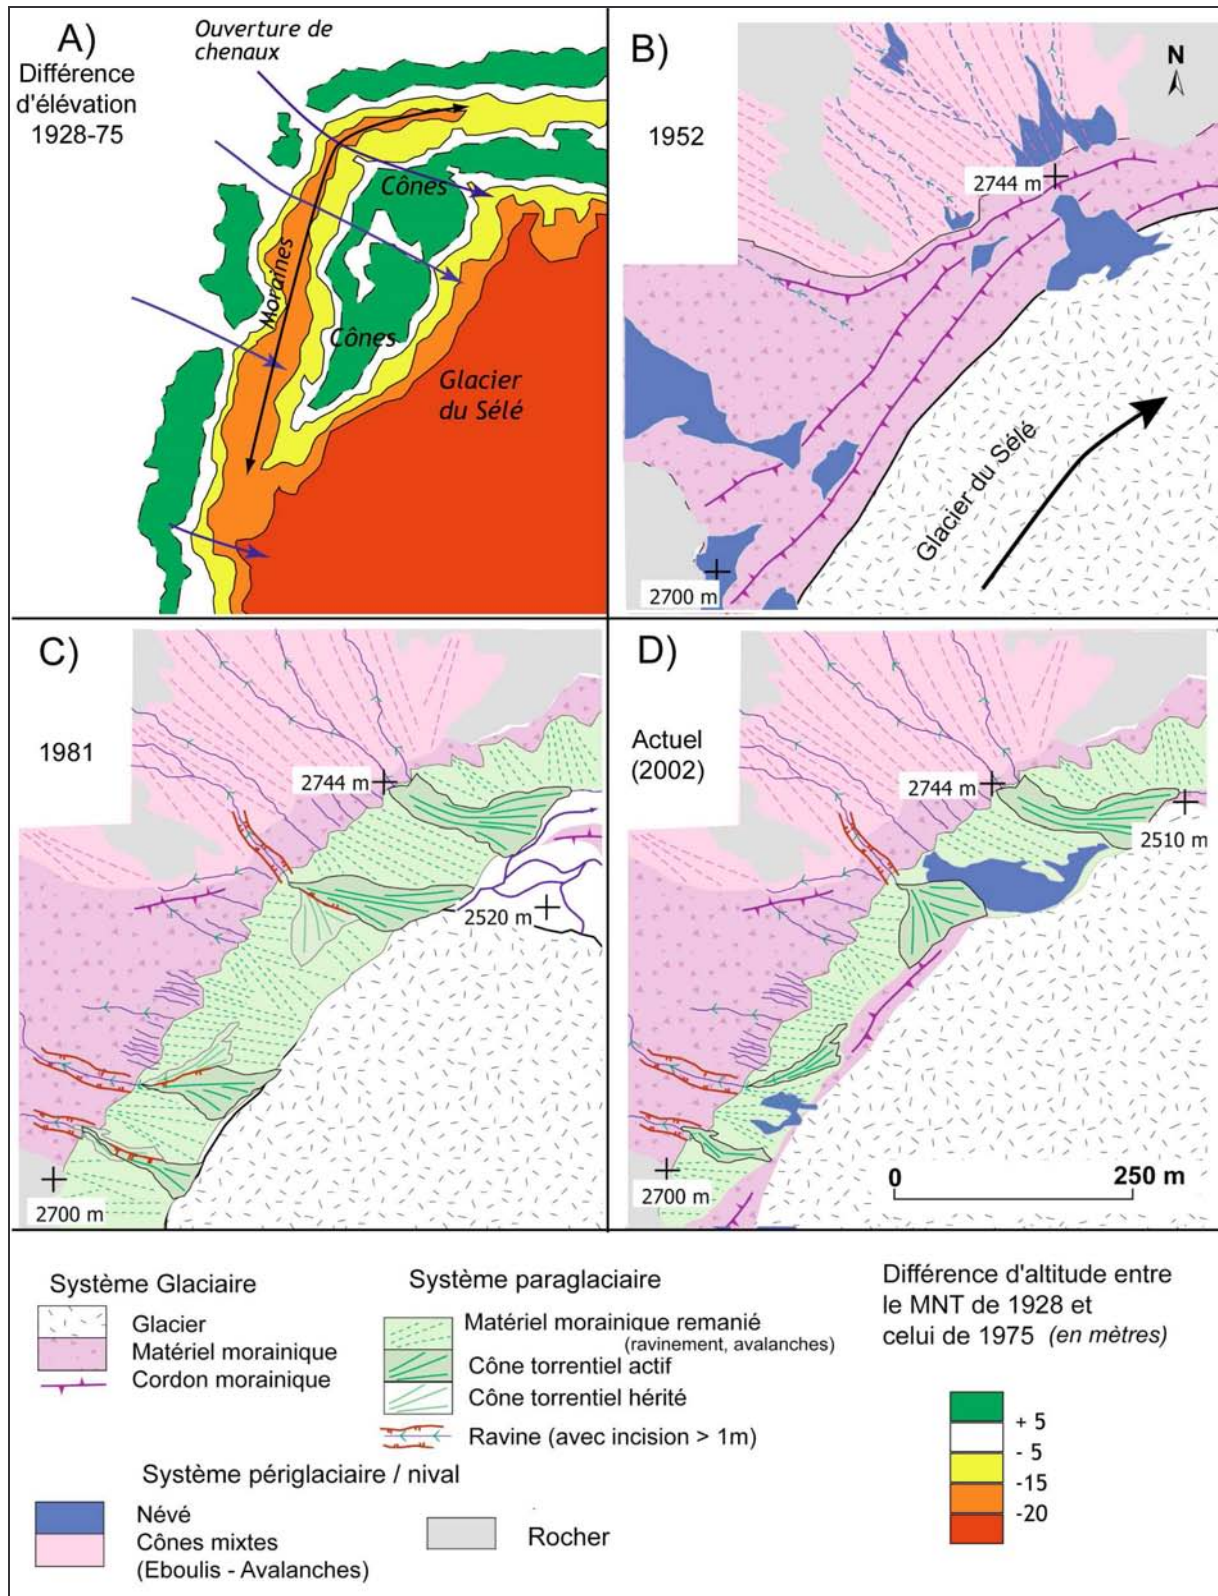 A)
Différence
d'élévation
1928-75
Ouverture de
chenaux
Cônes
Moraines
Cônes
Glacier
du Sélé
B)
1952
N
2744 m
Glacier du Sélé
2700 m
C)
1981
2744 m
2520 m
2700 m
D)
Actuel
(2002)
2744 m
2510 m
2700 m
0
250 m
Système Glaciaire
Glacier
Matériel morainique
Cordon morainique
Système paraglaciaire
Matériel morainique remanié
(ravinement, avalanches)
Cône torrentiel actif
Cône torrentiel hérité
Ravine (avec incision > 1m)
Système périglaciaire / nival
Névé
Cônes mixtes
(Eboulis - Avalanches)
Rocher
Différence d'altitude entre
le MNT de 1928 et
celui de 1975 (en mètres)
+ 5
- 5
-15
-20